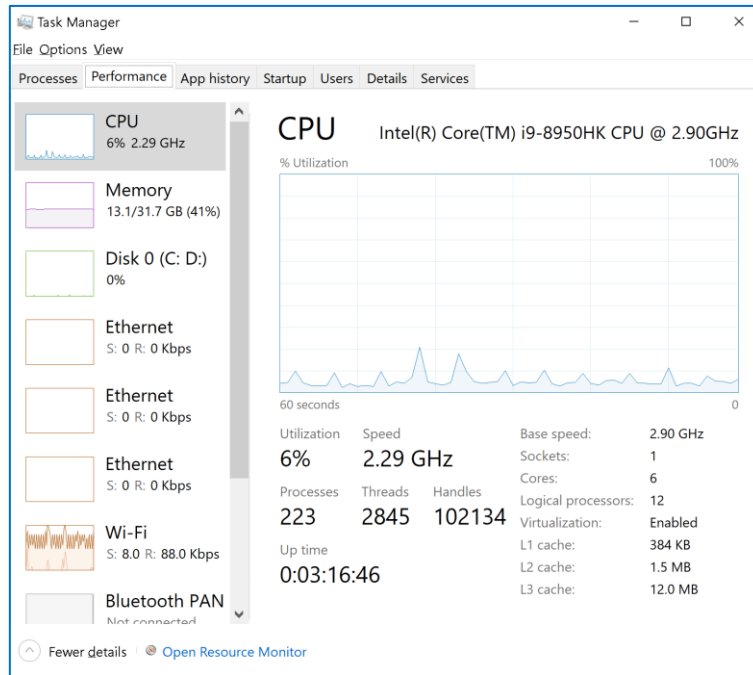 Task Manager
File Options View
Processes Performance App history Startup Users Details Services
CPU
6% 2.29 GHz
Memory
13.1/31.7 GB (41%)
Disk 0 (C: D:)
0%
Ethernet
S: 0 R: 0 Kbps
Ethernet
S: 0 R: 0 Kbps
Ethernet
S: 0 R: 0 Kbps
Wi-Fi
S: 8.0 R: 88.0 Kbps
Bluetooth PAN
Not connected
CPU Intel(R) Core(TM) i9-8950HK CPU @ 2.90GHz
% Utilization 100%
60 seconds 0
Utilization Speed
6% 2.29 GHz
Processes Threads Handles
223 2845 102134
Up time
0:03:16:46
Base speed: 2.90 GHz
Sockets: 1
Cores: 6
Logical processors: 12
Virtualization: Enabled
L1 cache: 384 KB
L2 cache: 1.5 MB
L3 cache: 12.0 MB
Fewer details Open Resource Monitor